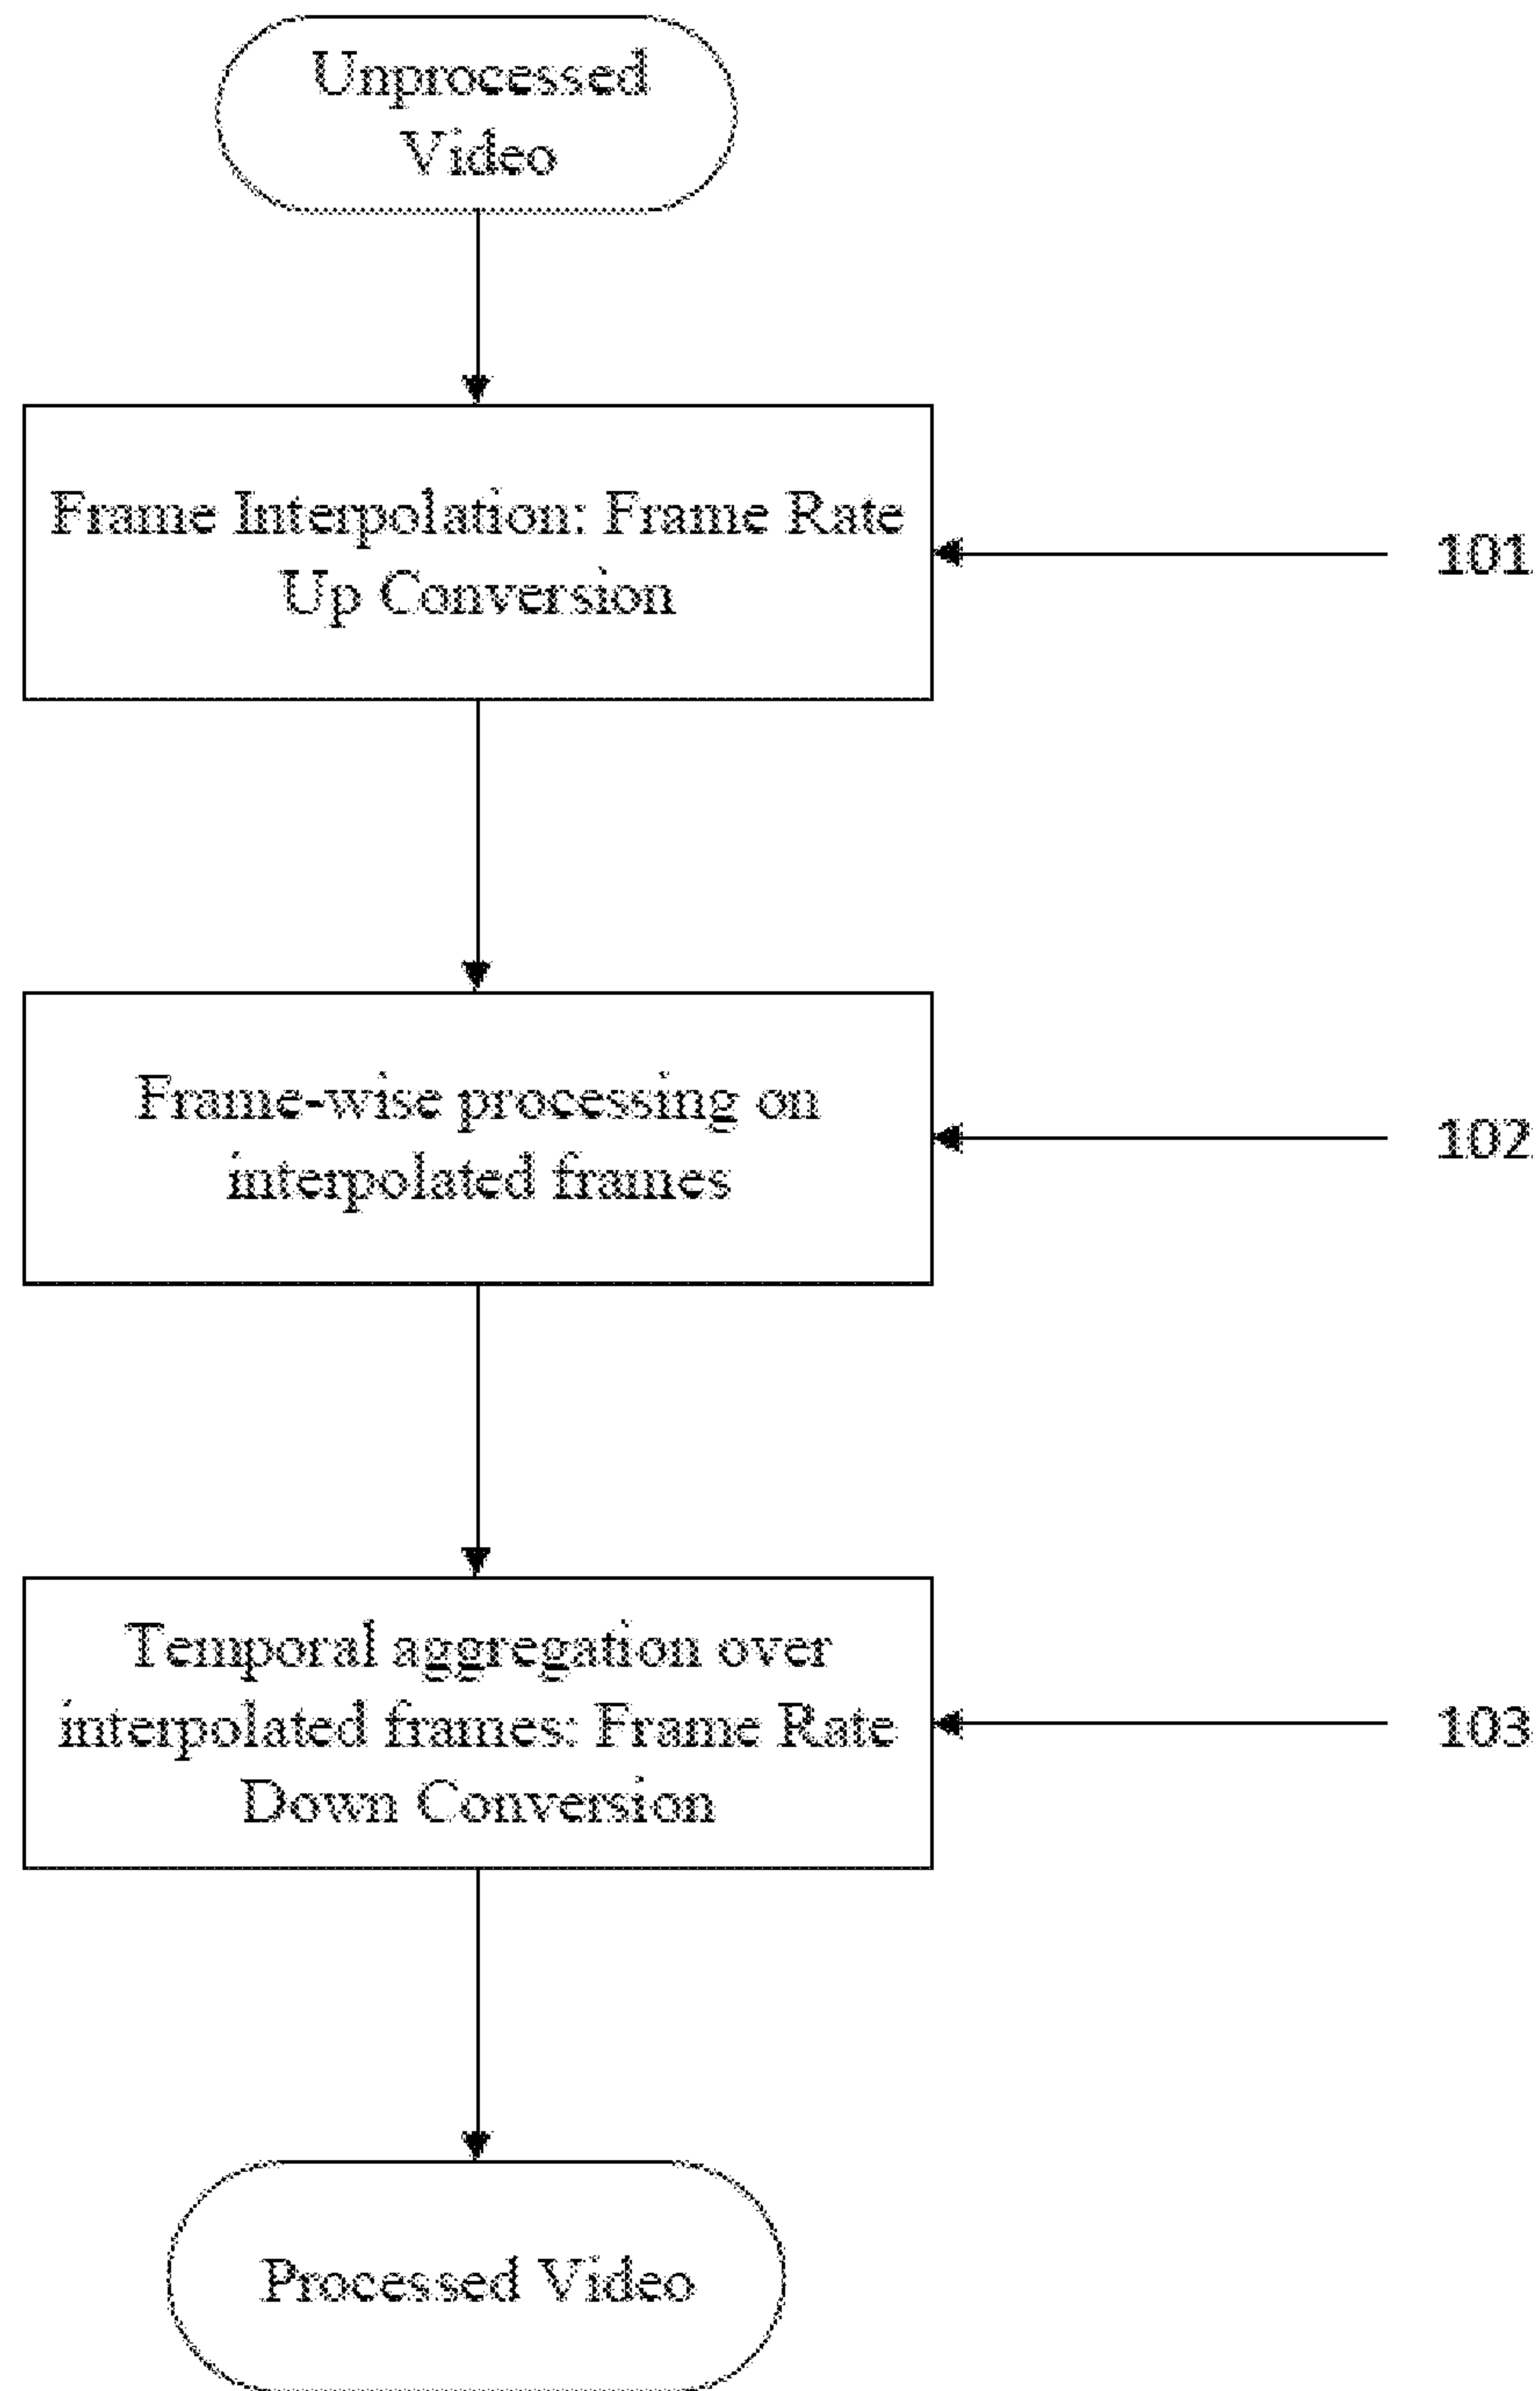 Unprocessed
Video
Frame Interpolation: Frame Rate
Up Conversion
101
Frame-wise processing on
interpolated frames
102
Temporal aggregation over
interpolated frames: Frame Rate
Down Conversion
103
Processed Video